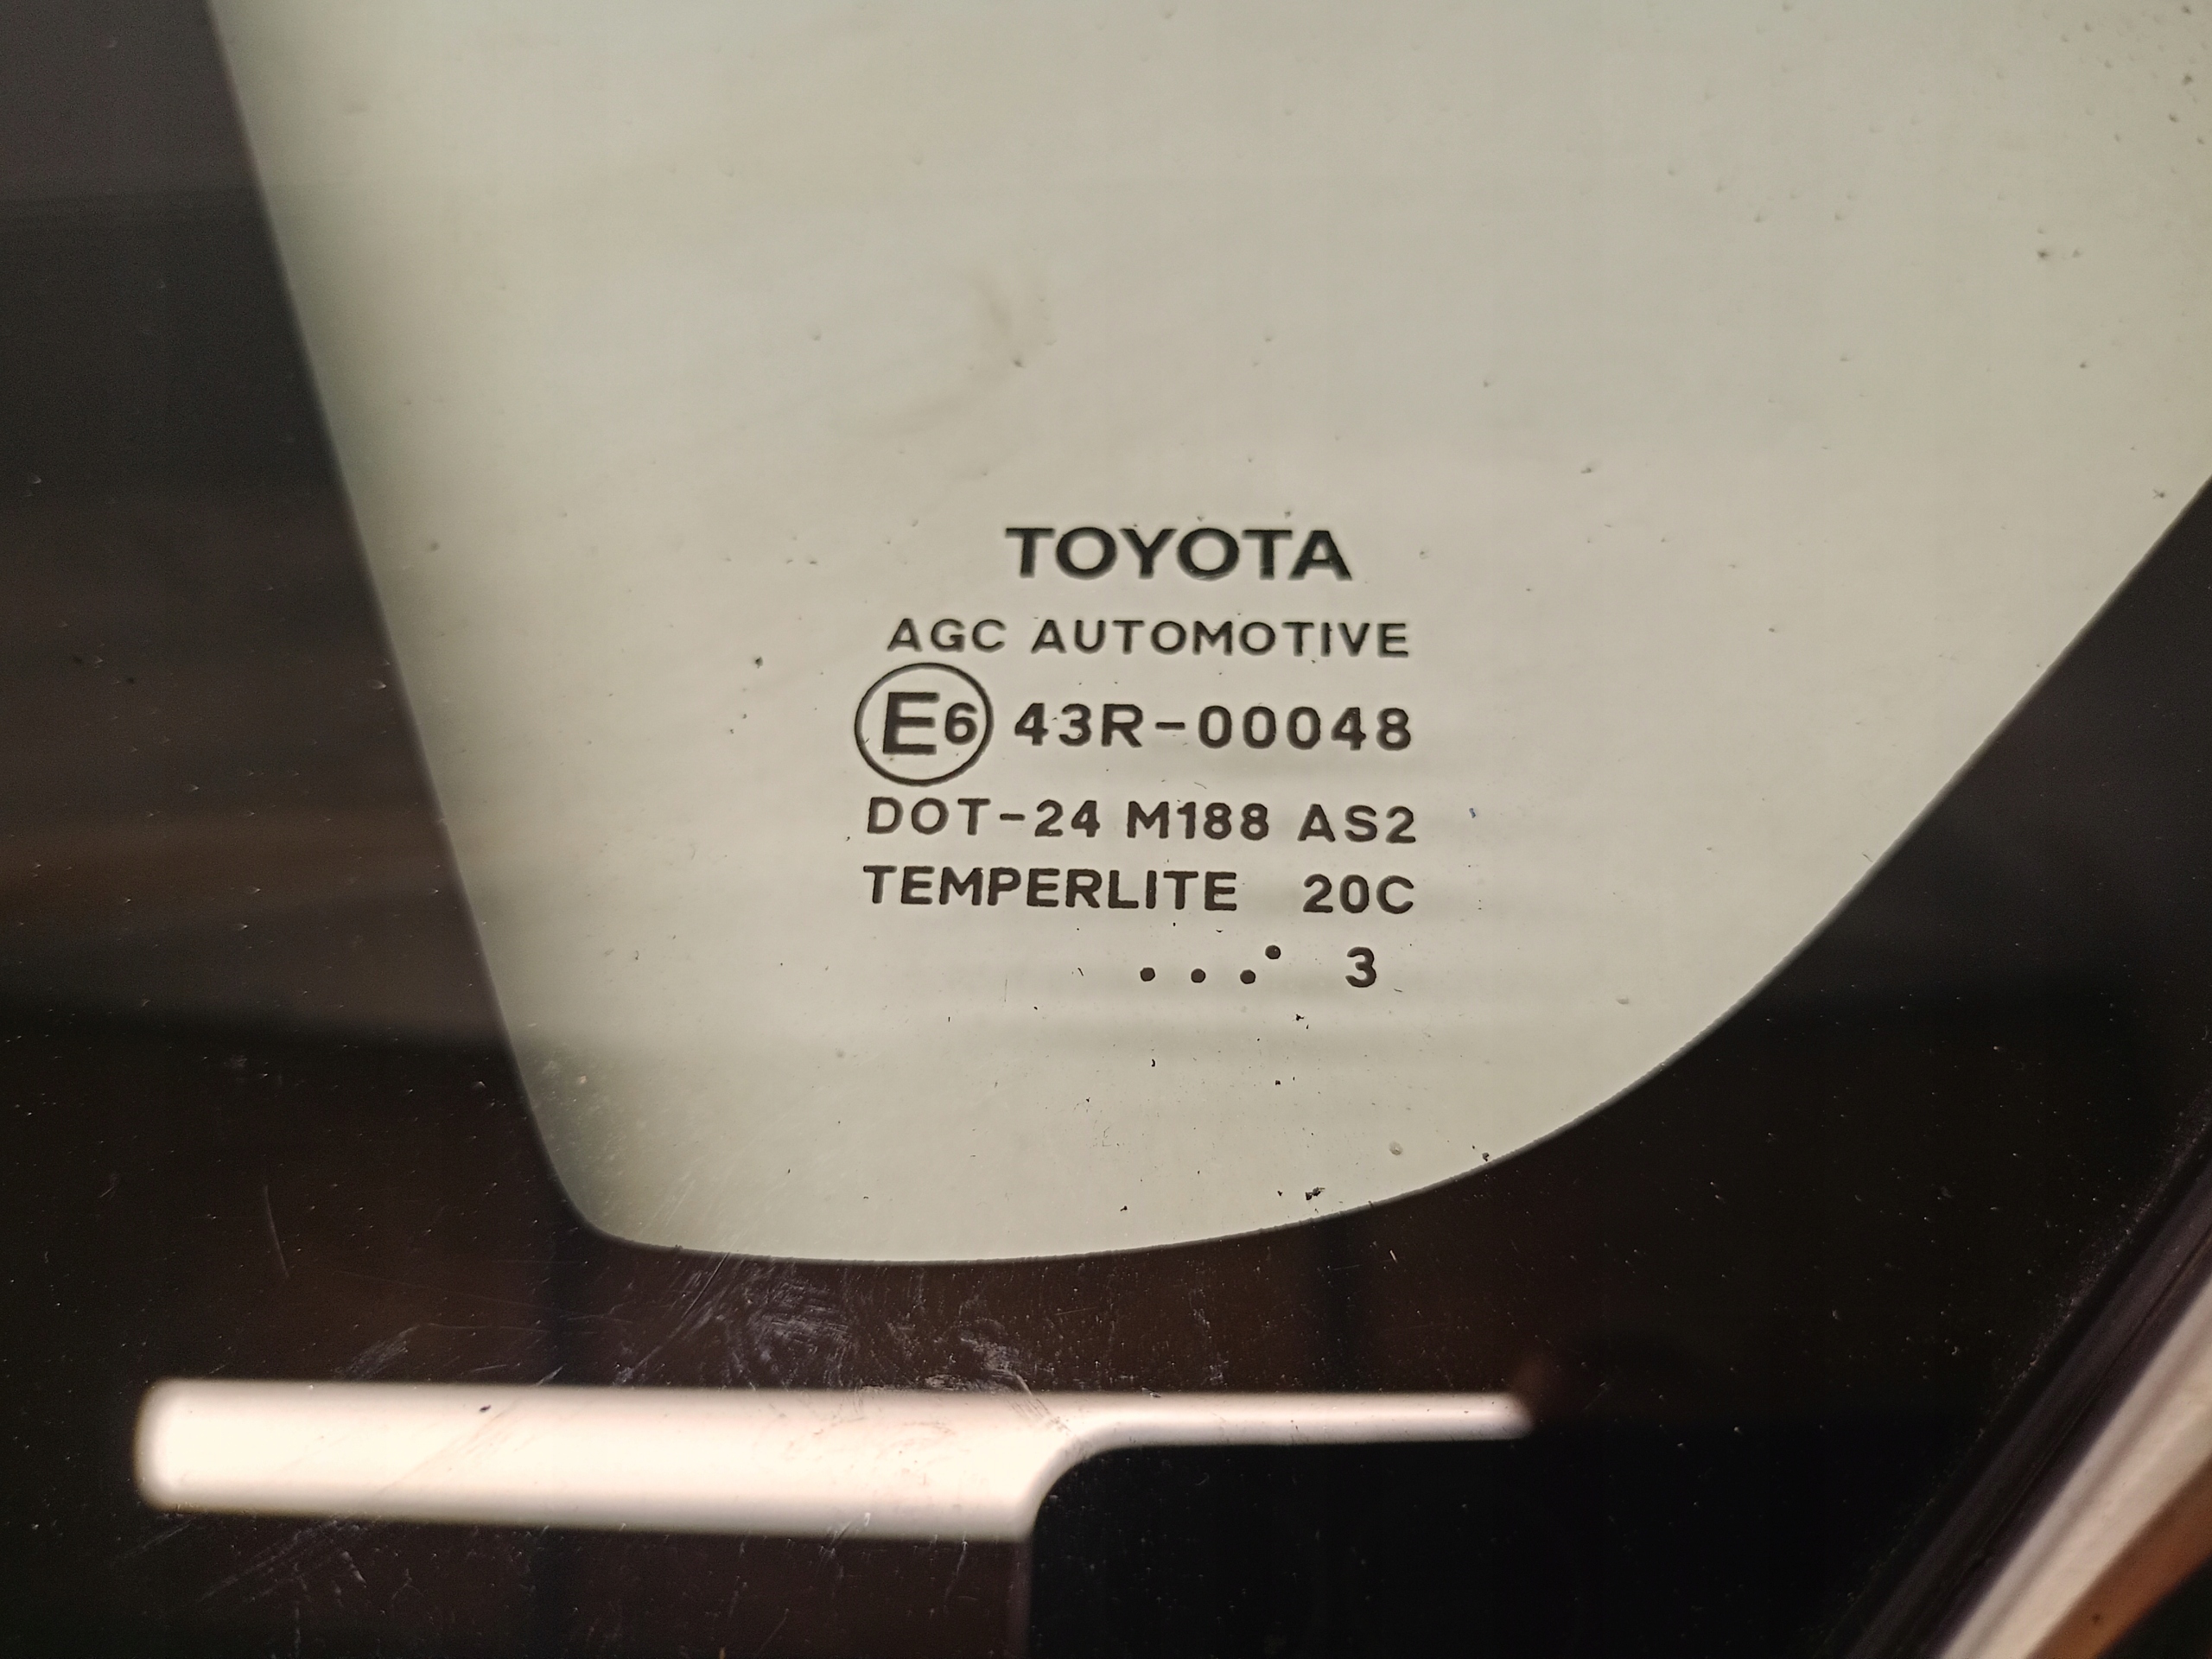 TOYOTA
AGC AUTOMOTIVE
E6 43R-00048
DOT-24 M188 AS2
TEMPERLITE 20C
. . . . 3